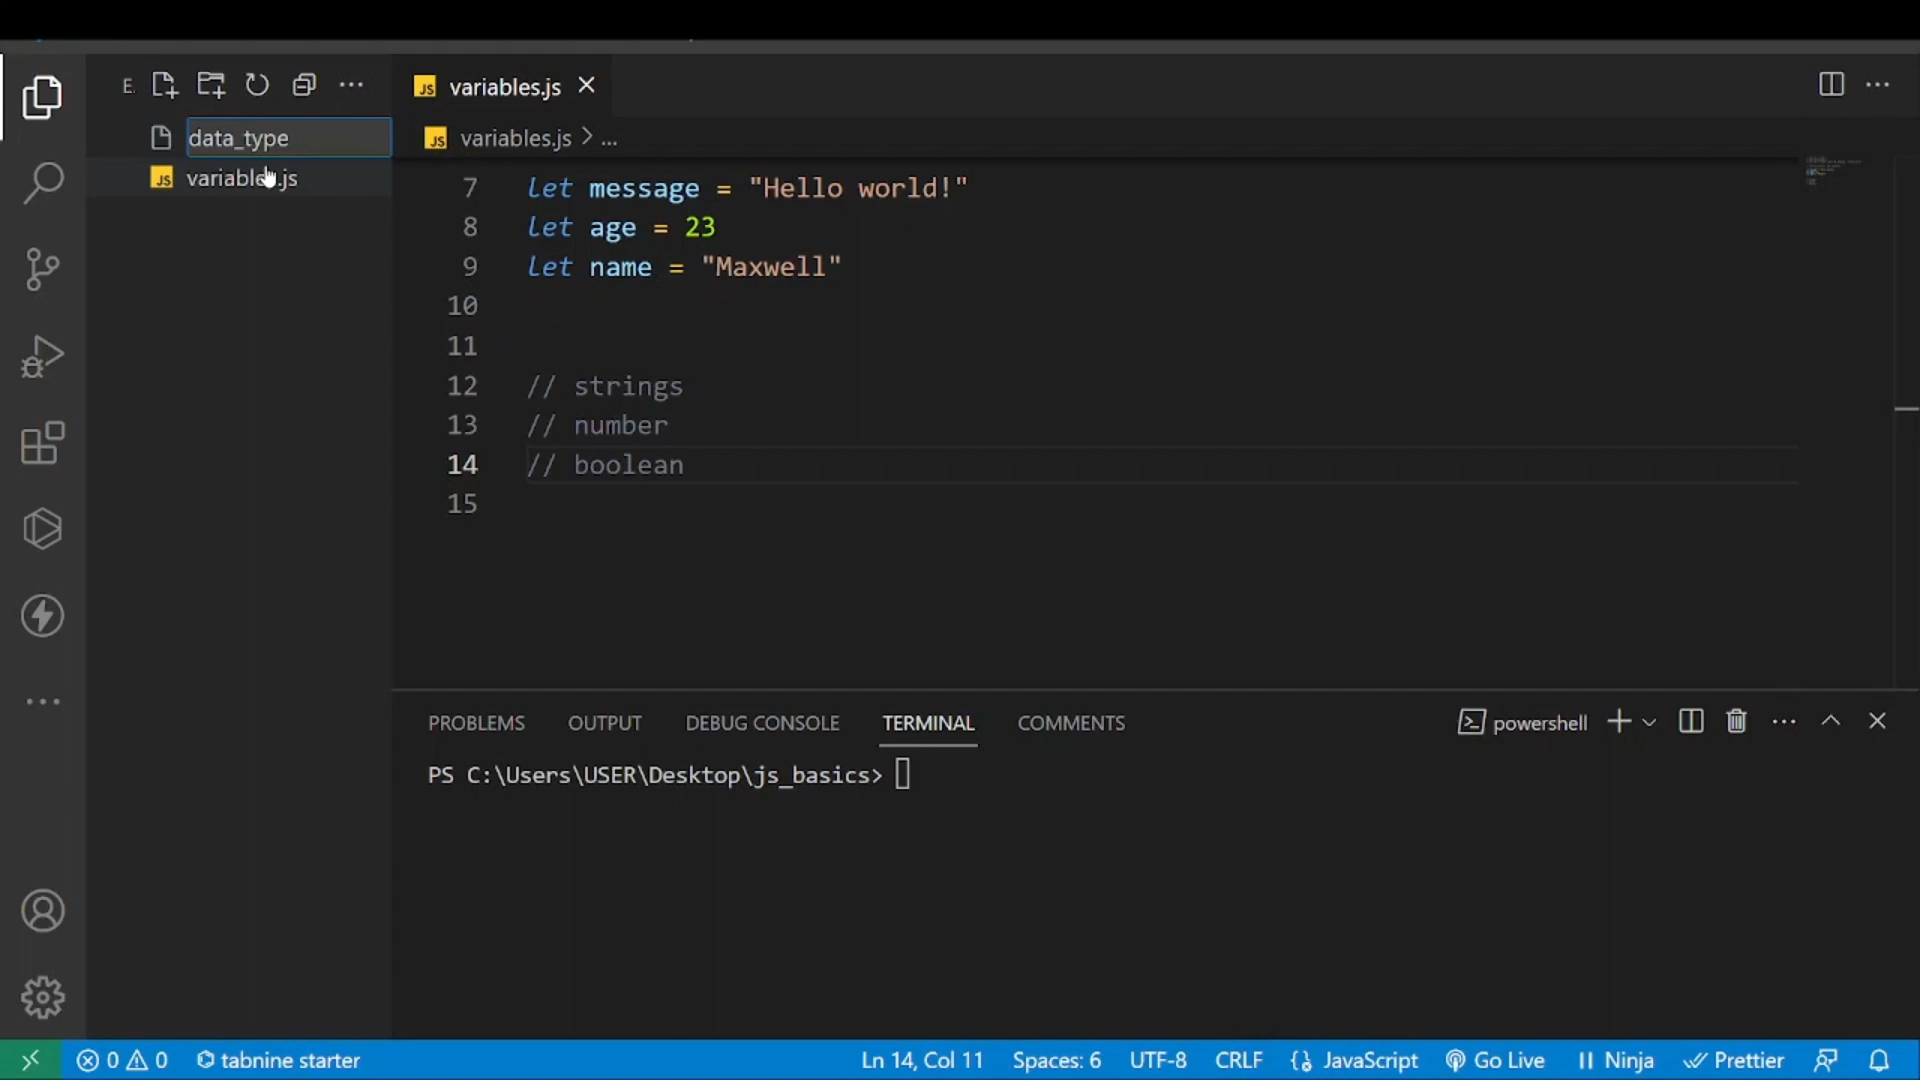 E.
data_type
JS variables.js
JS variables.js
JS variables.js > ...
7 let message = "Hello world!"
8 let age = 23
9 let name = "Maxwell"
10
11
12 // strings
13 // number
14 // boolean
15
PROBLEMS OUTPUT DEBUG CONSOLE TERMINAL COMMENTS powershell
PS C:\Users\USER\Desktop\js_basics>
0 0 tabnine starter Ln 14, Col 11 Spaces: 6 UTF-8 CRLF JavaScript Go Live Ninja Prettier